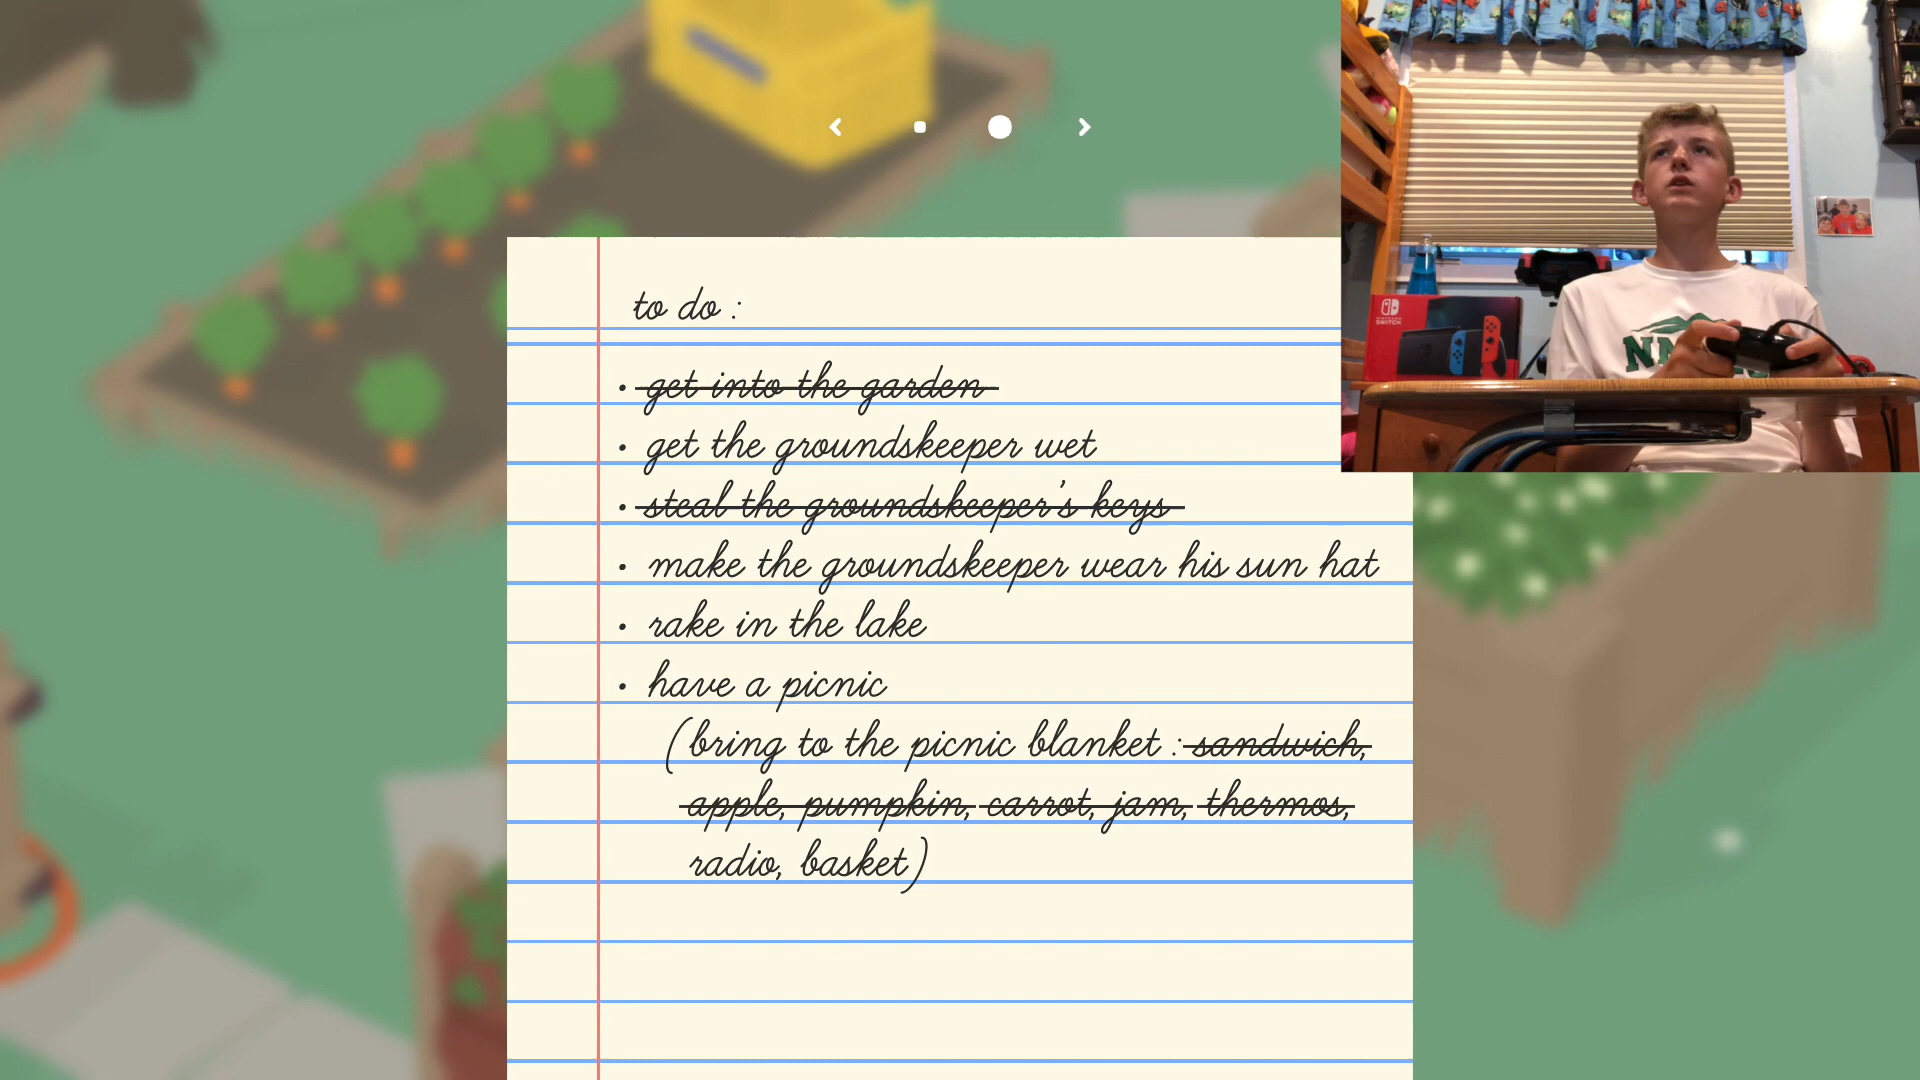 to do :
• get into the garden
• get the groundskeeper wet
• steal the groundskeeper's keys
• make the groundskeeper wear his sun hat
• rake in the lake
• have a picnic
(bring to the picnic blanket : sandwich,
apple, pumpkin, carrot, jam, thermos,
radio, basket)
NINTENDO
SWITCH